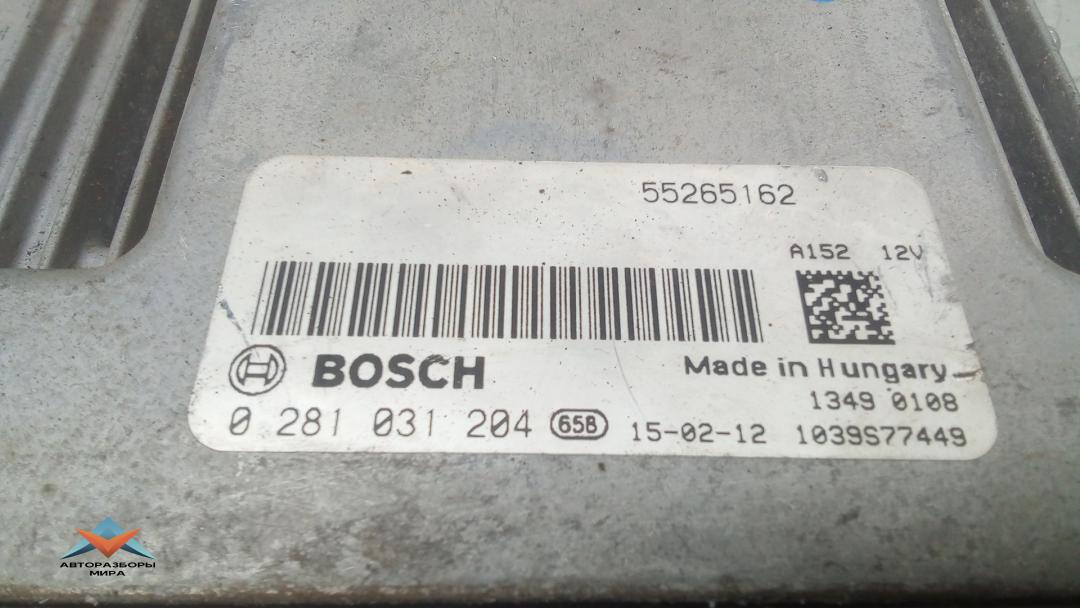 55265162
A152 12V
BOSCH
Made in Hungary
1349 0108
0 281 031 204 65B 15-02-12 1039S77449
АВТОРАЗБОРЫ
МИРА